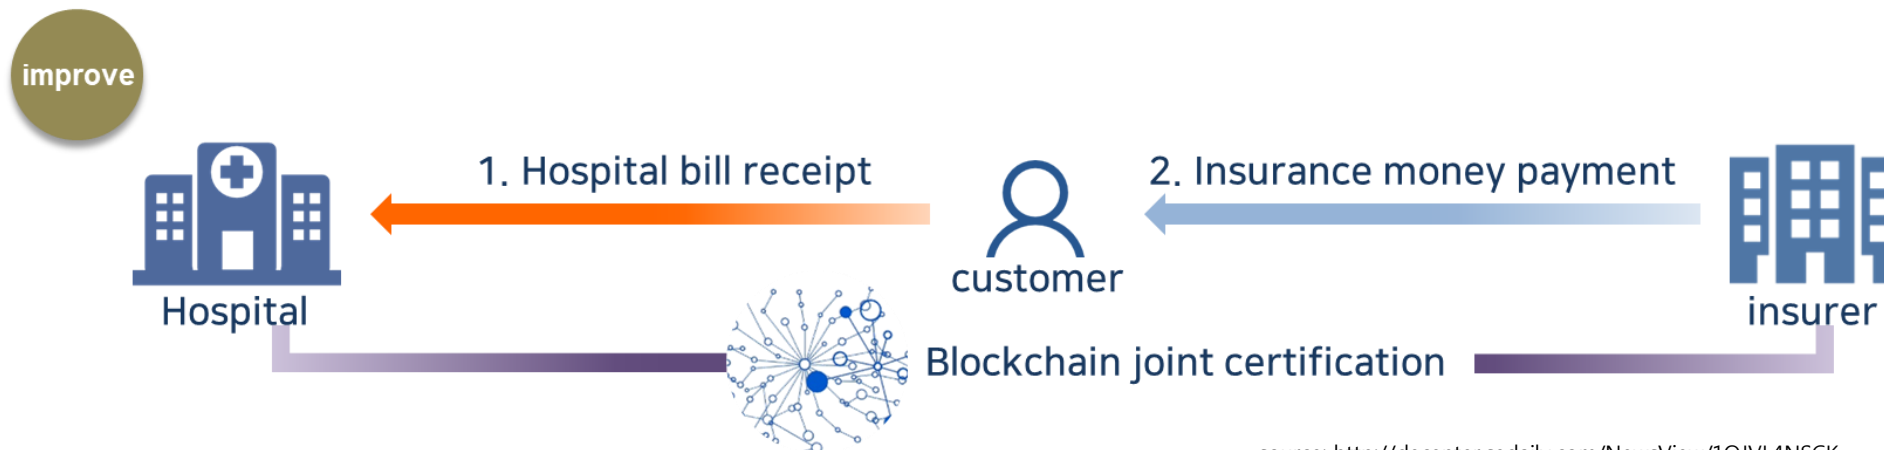 improve
1. Hospital bill receipt
2. Insurance money payment
customer
Hospital
insurer
Blockchain joint certification